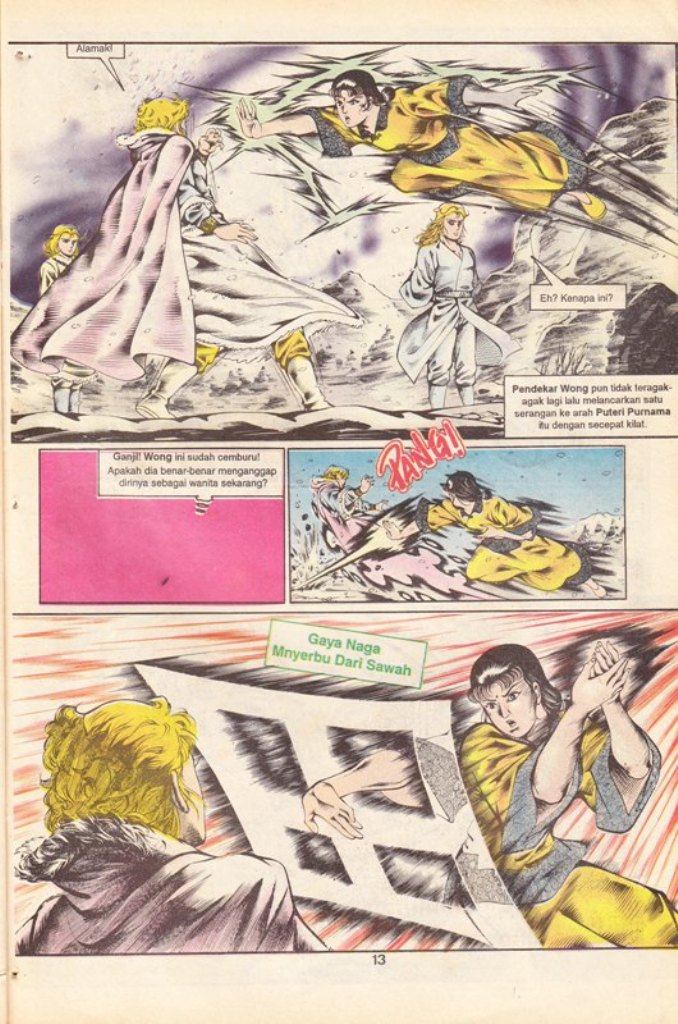 Alamak!
Eh? Kenapa ini?
Pendekar Wong pun tidak teragak-
agak lagi lalu melancarkan satu
serangan ke arah Puteri Purnama
itu dengan secepat kilat.
Ganjil! Wong ini sudah cemburu!
Apakah dia benar-benar menganggap
dirinya sebagai wanita sekarang?
PANG!!
Gaya Naga
Mnyerbu Dari Sawah
13